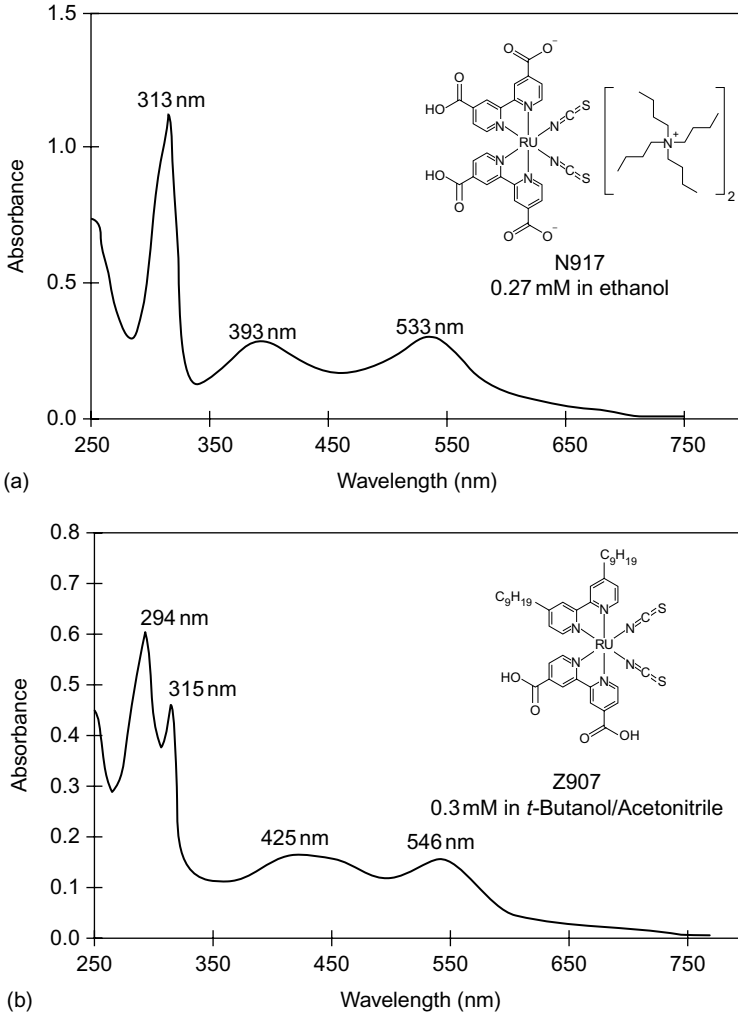 1.5
1.0
0.5
0.0
Absorbance
313 nm
393 nm
533 nm
O
O⁻
O
HO
N
N
N
C
S
RU
N
C
S
N
N
HO
O
O
O⁻
N⁺
2
N917
0.27 mM in ethanol
250
350
450
550
650
750
Wavelength (nm)
(a)
0.8
0.7
0.6
0.5
0.4
0.3
0.2
0.1
0.0
Absorbance
294 nm
315 nm
425 nm
546 nm
C₉H₁₉
C₉H₁₉
N
N
N
C
S
RU
N
C
S
N
N
HO
O
O
OH
Z907
0.3 mM in t-Butanol/Acetonitrile
250
350
450
550
650
750
Wavelength (nm)
(b)